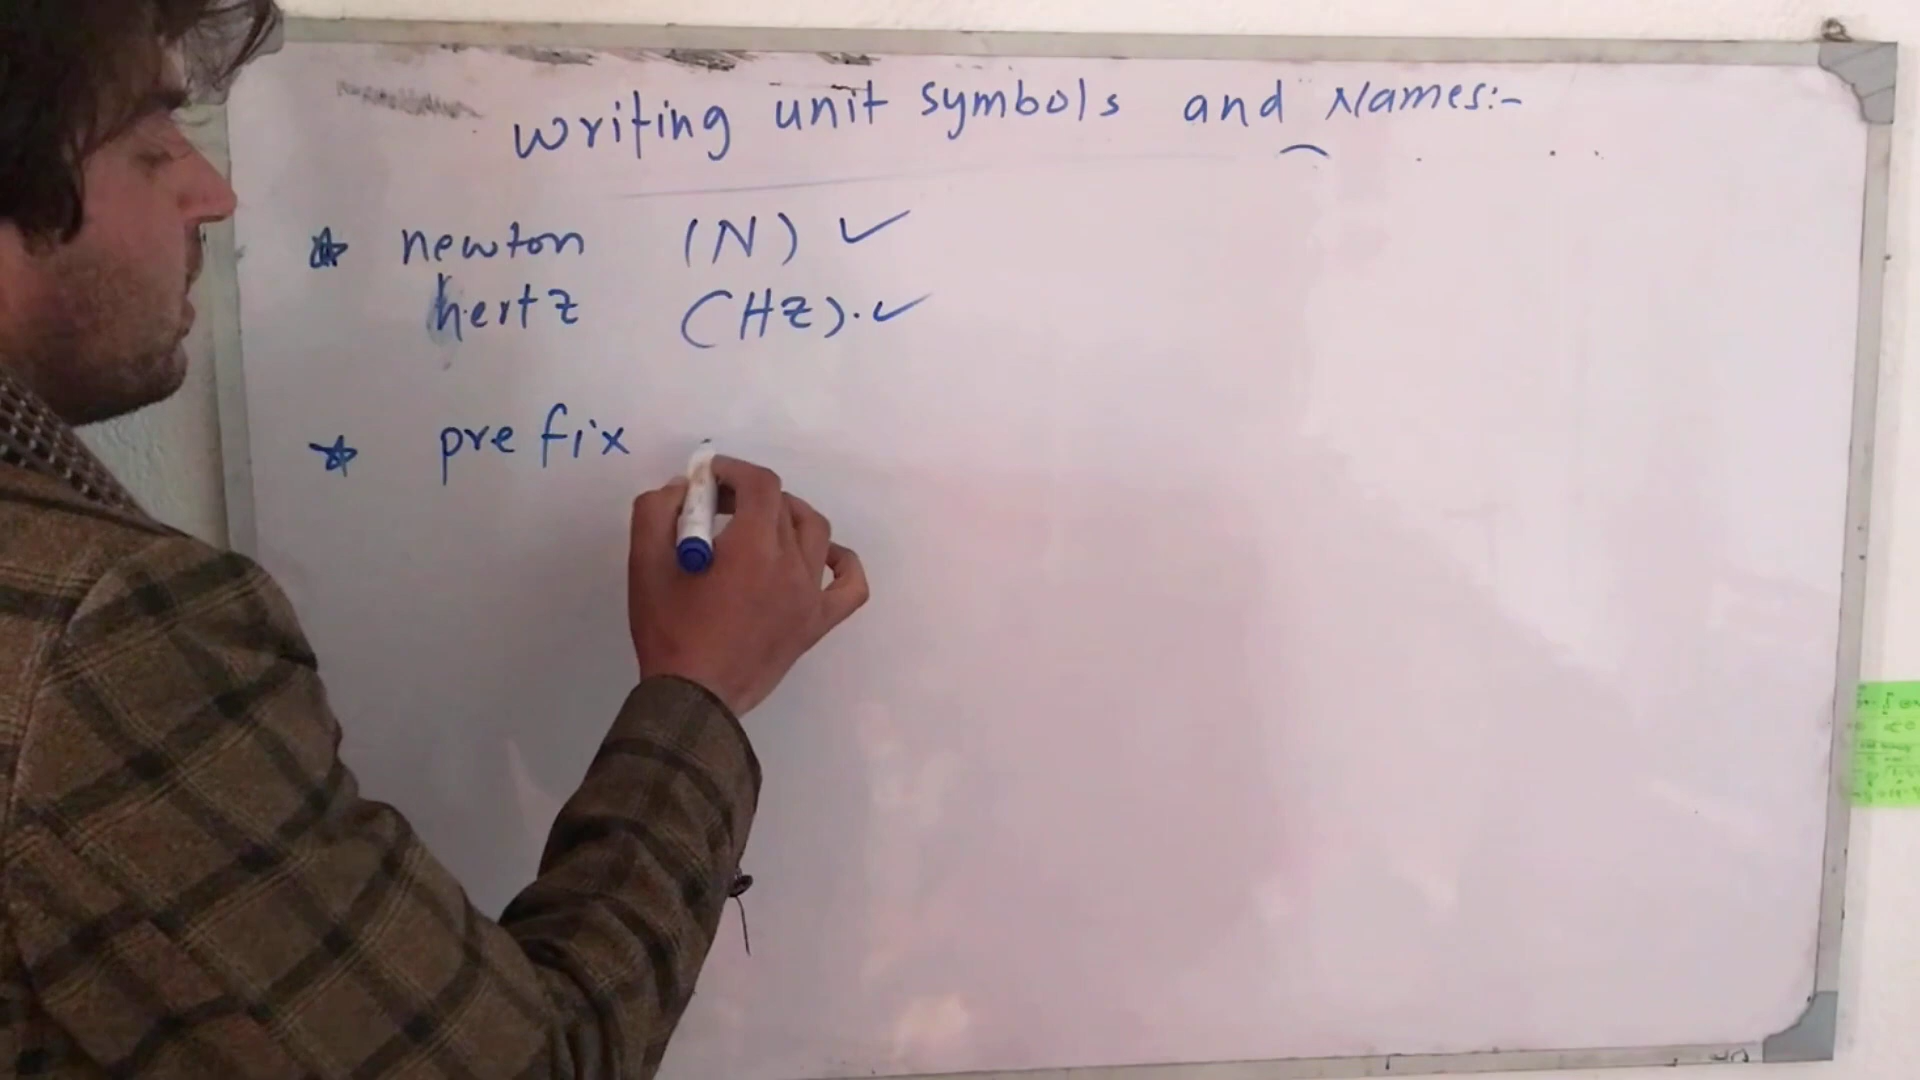 writing unit symbols and Names:-
☆ newton (N) ✓
hertz (HZ). ✓
☆ prefix